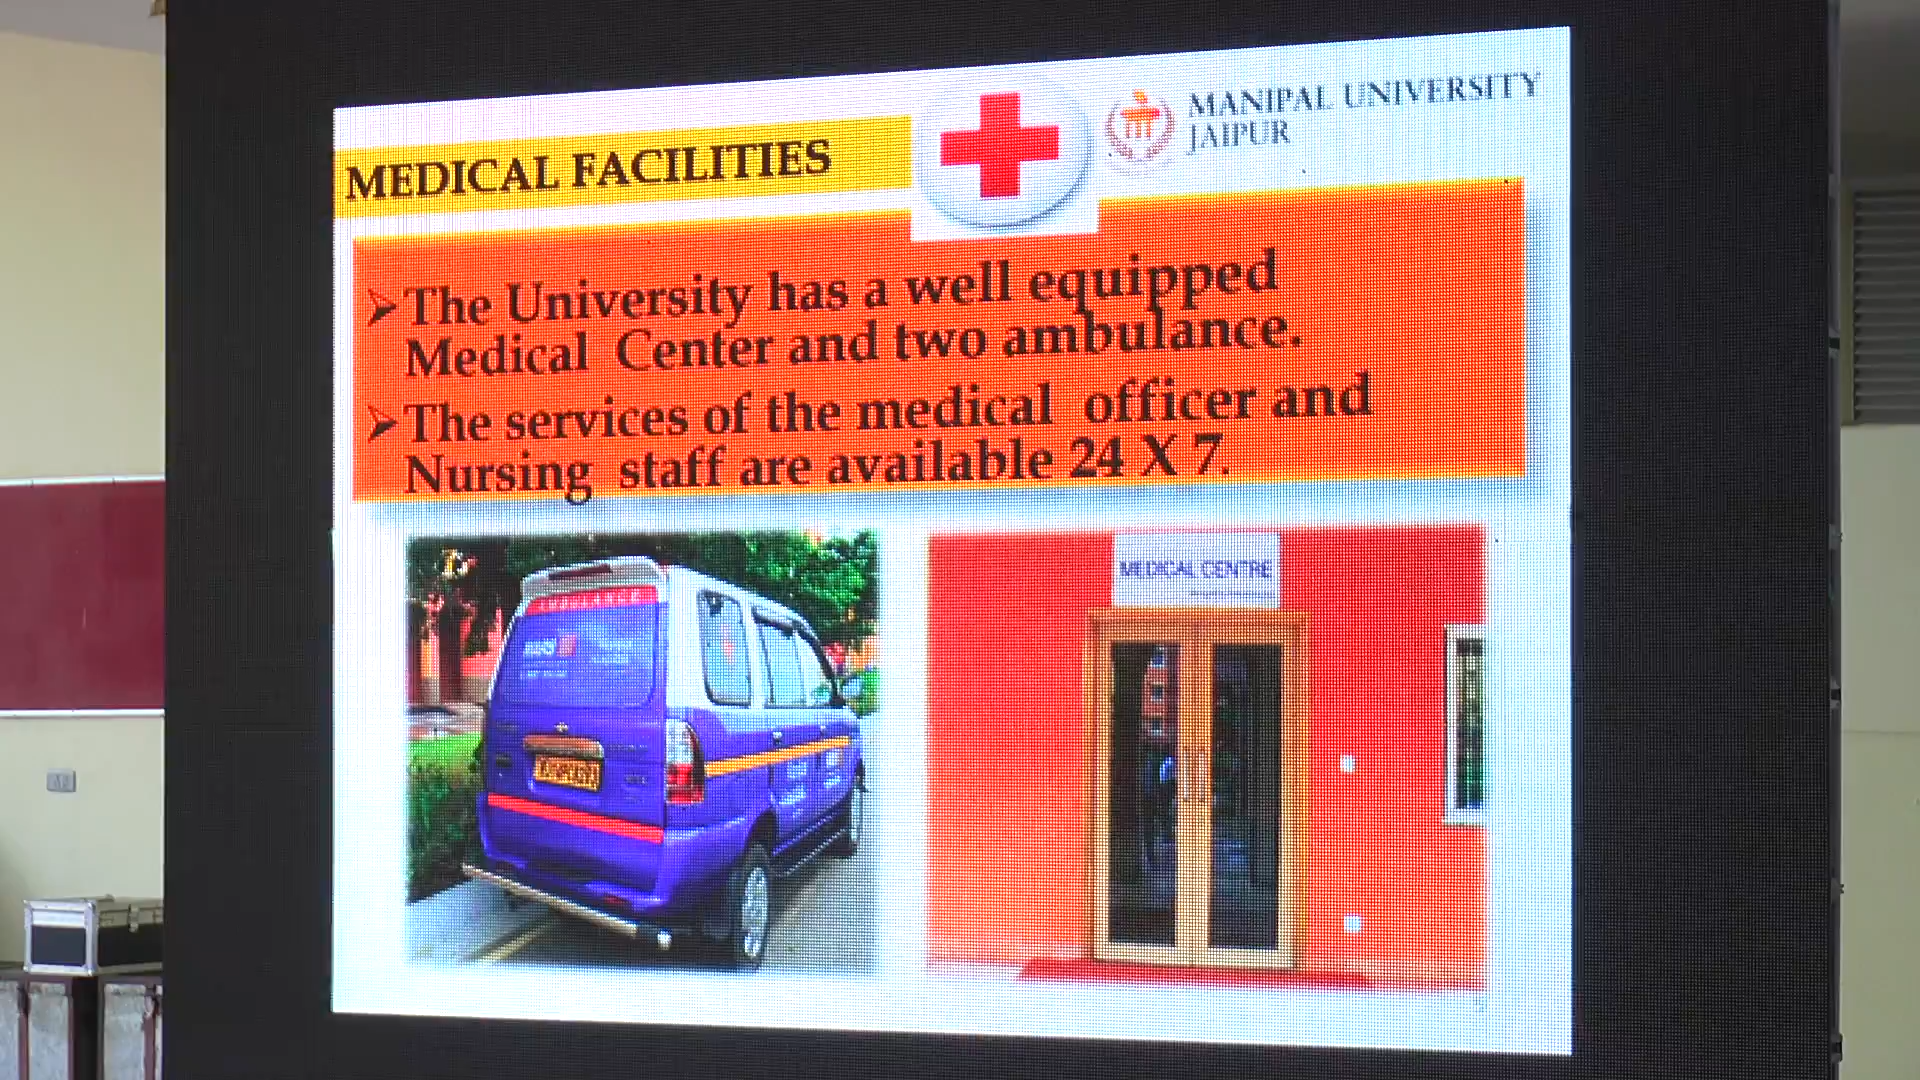 MANIPAL UNIVERSITY
JAIPUR
MEDICAL FACILITIES
➢The University has a well equipped
Medical Center and two ambulance.
➢The services of the medical officer and
Nursing staff are available 24 X 7.
AMBULANCE
MEDICAL CENTRE